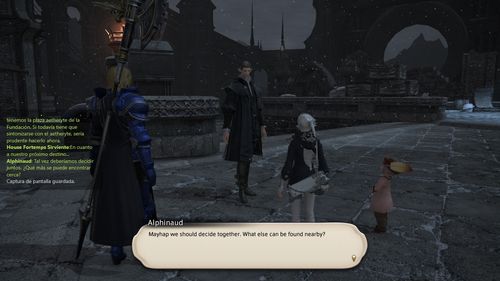 tenemos la plaza aetheryte de la
Fundación. Si todavía tiene que
sintonizarse con el aetheryte, sería
prudente hacerlo ahora.
House Fortemps Sirviente:En cuanto
a nuestro próximo destino...
Alphinaud: Tal vez deberíamos decidir
juntos. ¿Qué más se puede encontrar
cerca?
Captura de pantalla guardada.
Alphinaud
Mayhap we should decide together. What else can be found nearby?